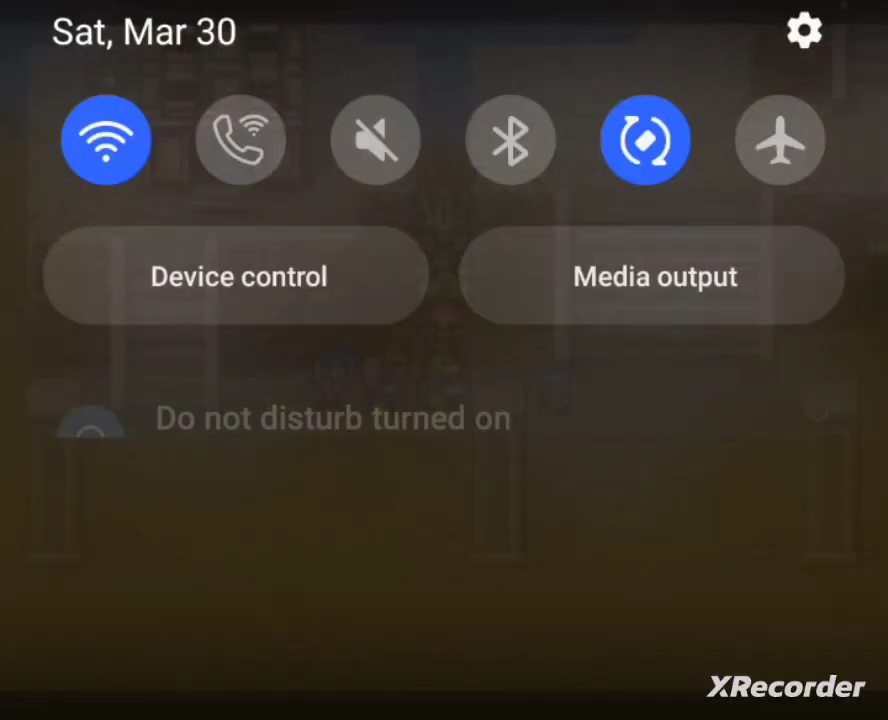 Sat, Mar 30
Device control
Media output
Do not disturb turned on
XRecorder